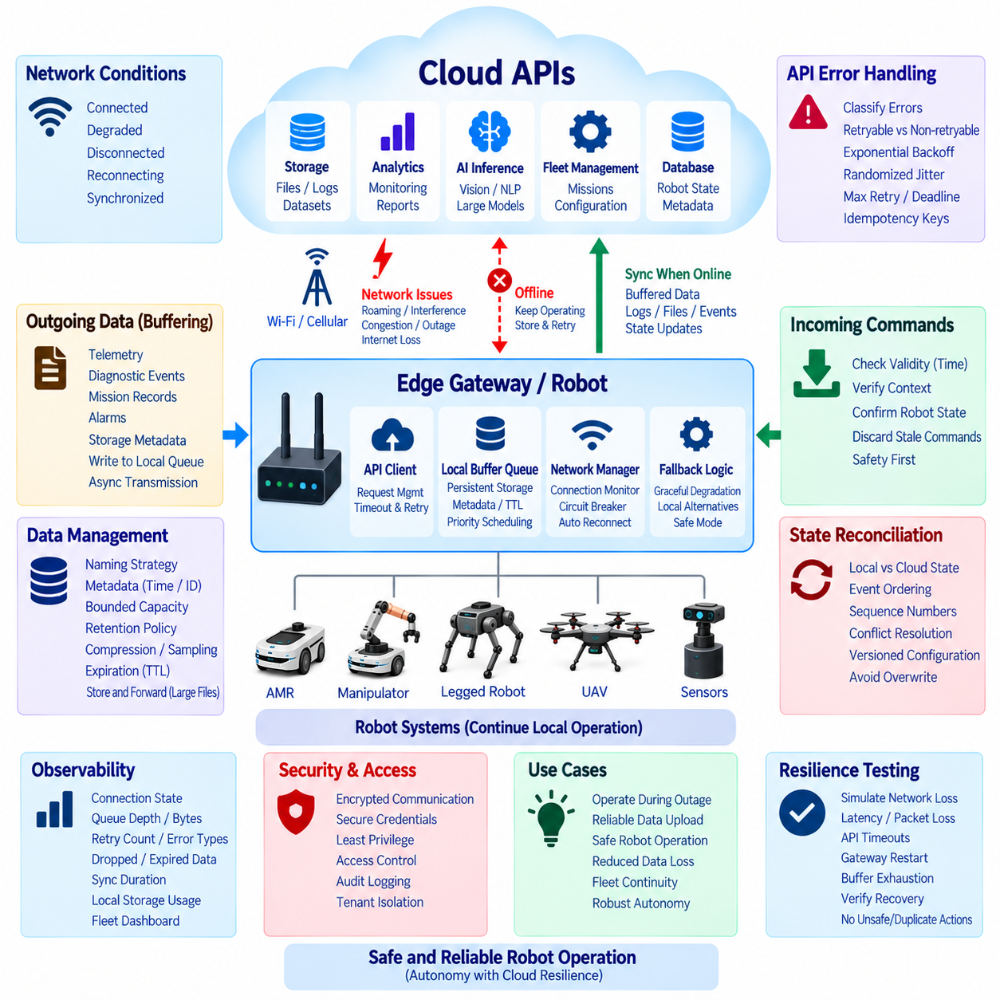 Cloud APIs
Storage
Files / Logs
Datasets
Analytics
Monitoring
Reports
AI Inference
Vision / NLP
Large Models
Fleet Management
Missions
Configuration
Database
Robot State
Metadata
Network Conditions
Connected
Degraded
Disconnected
Reconnecting
Synchronized
API Error Handling
Classify Errors
Retryable vs Non-retryable
Exponential Backoff
Randomized Jitter
Max Retry / Deadline
Idempotency Keys
Wi-Fi / Cellular
Network Issues
Roaming / Interference
Congestion / Outage
Internet Loss
Offline
Keep Operating
Store & Retry
Sync When Online
Buffered Data
Logs / Files / Events
State Updates
Outgoing Data (Buffering)
Telemetry
Diagnostic Events
Mission Records
Alarms
Storage Metadata
Write to Local Queue
Async Transmission
Edge Gateway / Robot
API Client
Request Mgmt
Timeout & Retry
Local Buffer Queue
Persistent Storage
Metadata / TTL
Priority Scheduling
Network Manager
Connection Monitor
Circuit Breaker
Auto Reconnect
Fallback Logic
Graceful Degradation
Local Alternatives
Safe Mode
Incoming Commands
Check Validity (Time)
Verify Context
Confirm Robot State
Discard Stale Commands
Safety First
Data Management
Naming Strategy
Metadata (Time / ID)
Bounded Capacity
Retention Policy
Compression / Sampling
Expiration (TTL)
Store and Forward (Large Files)
AMR
Manipulator
Legged Robot
UAV
Sensors
Robot Systems (Continue Local Operation)
State Reconciliation
Local vs Cloud State
Event Ordering
Sequence Numbers
Conflict Resolution
Versioned Configuration
Avoid Overwrite
Observability
Connection State
Queue Depth / Bytes
Retry Count / Error Types
Dropped / Expired Data
Sync Duration
Local Storage Usage
Fleet Dashboard
Security & Access
Encrypted Communication
Secure Credentials
Least Privilege
Access Control
Audit Logging
Tenant Isolation
Use Cases
Operate During Outage
Reliable Data Upload
Safe Robot Operation
Reduced Data Loss
Fleet Continuity
Robust Autonomy
Resilience Testing
Simulate Network Loss
Latency / Packet Loss
API Timeouts
Gateway Restart
Buffer Exhaustion
Verify Recovery
No Unsafe/Duplicate Actions
Safe and Reliable Robot Operation
(Autonomy with Cloud Resilience)